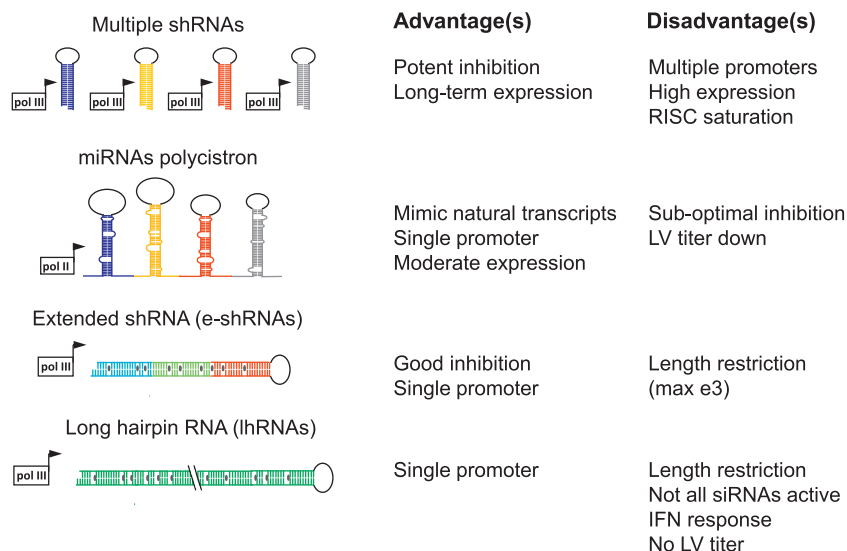 Multiple shRNAs
Advantage(s)
Disadvantage(s)
pol III
pol III
pol III
pol III
Potent inhibition
Long-term expression
Multiple promoters
High expression
RISC saturation
miRNAs polycistron
pol II
Mimic natural transcripts
Single promoter
Moderate expression
Sub-optimal inhibition
LV titer down
Extended shRNA (e-shRNAs)
pol III
Good inhibition
Single promoter
Length restriction
(max e3)
Long hairpin RNA (lhRNAs)
pol III
Single promoter
Length restriction
Not all siRNAs active
IFN response
No LV titer